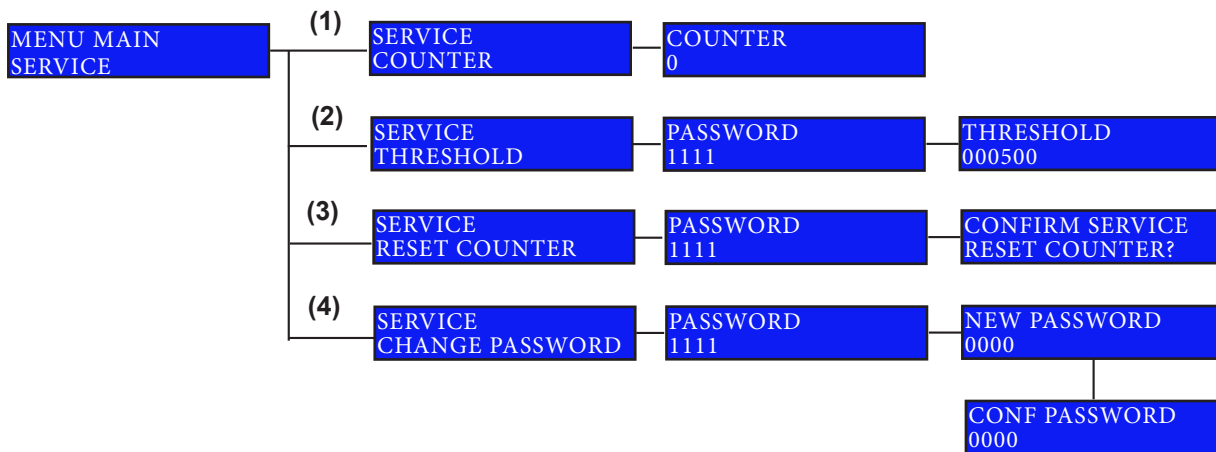 (1)
MENU MAIN
SERVICE
SERVICE
COUNTER
COUNTER
0
(2)
SERVICE
THRESHOLD
PASSWORD
1111
THRESHOLD
000500
(3)
SERVICE
RESET COUNTER
PASSWORD
1111
CONFIRM SERVICE
RESET COUNTER?
(4)
SERVICE
CHANGE PASSWORD
PASSWORD
1111
NEW PASSWORD
0000
CONF PASSWORD
0000